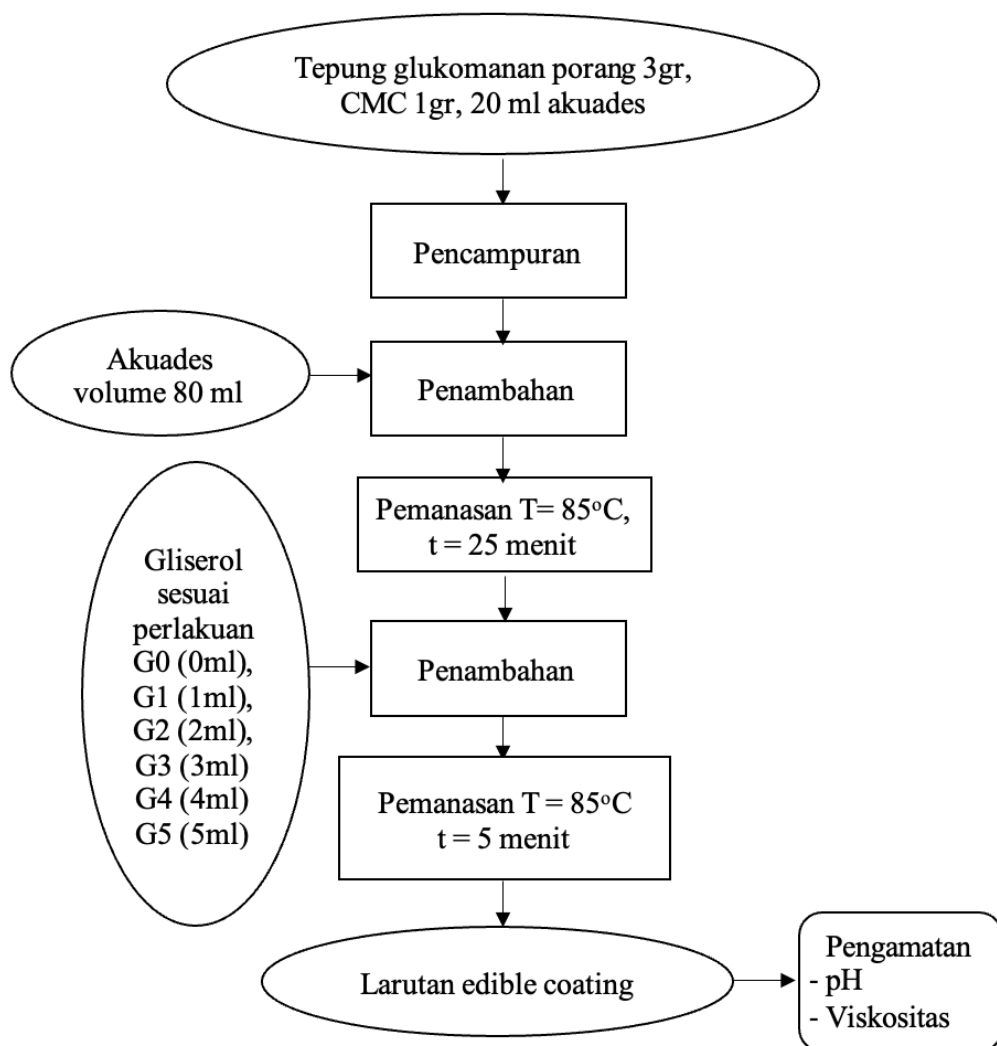 Tepung glukomanan porang 3gr,
CMC 1gr, 20 ml akuades
Pencampuran
Akuades
volume 80 ml
Penambahan
Pemanasan T= 85°C,
t = 25 menit
Gliserol
sesuai
perlakuan
G0 (0ml),
G1 (1ml),
G2 (2ml),
G3 (3ml)
G4 (4ml)
G5 (5ml)
Penambahan
Pemanasan T = 85°C
t = 5 menit
Larutan edible coating
Pengamatan
- pH
- Viskositas